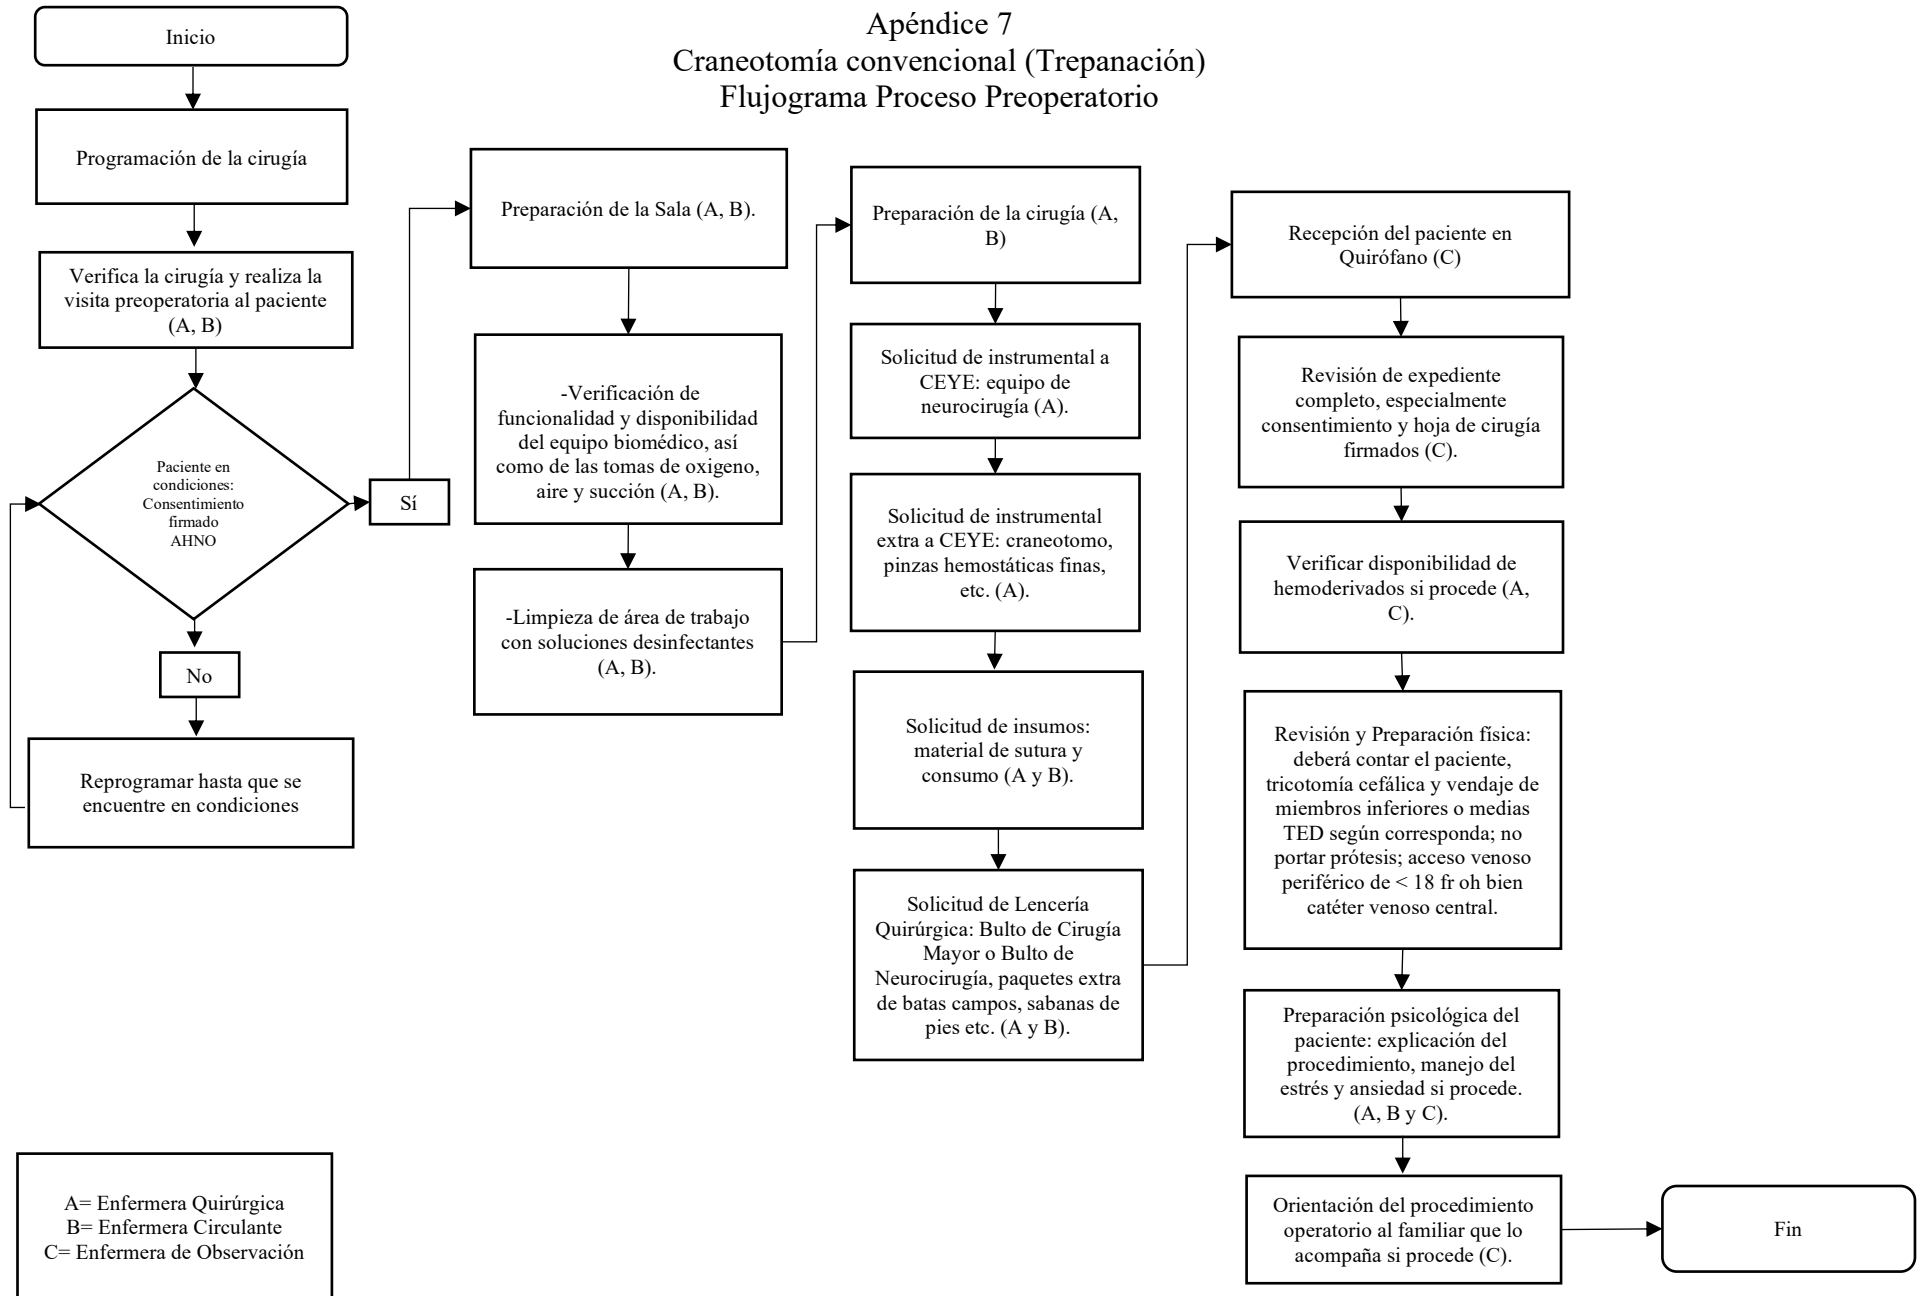 Apéndice 7
Craneotomía convencional (Trepanación)
Flujograma Proceso Preoperatorio
Inicio
Programación de la cirugía
Verifica la cirugía y realiza la
visita preoperatoria al paciente
(A, B)
Paciente en
condiciones:
Consentimiento
firmado
AHNO
Sí
No
Reprogramar hasta que se
encuentre en condiciones
Preparación de la Sala (A, B).
-Verificación de
funcionalidad y disponibilidad
del equipo biomédico, así
como de las tomas de oxigeno,
aire y succión (A, B).
-Limpieza de área de trabajo
con soluciones desinfectantes
(A, B).
Preparación de la cirugía (A,
B)
Solicitud de instrumental a
CEYE: equipo de
neurocirugía (A).
Solicitud de instrumental
extra a CEYE: craneotomo,
pinzas hemostáticas finas,
etc. (A).
Solicitud de insumos:
material de sutura y
consumo (A y B).
Solicitud de Lencería
Quirúrgica: Bulto de Cirugía
Mayor o Bulto de
Neurocirugía, paquetes extra
de batas campos, sabanas de
pies etc. (A y B).
Recepción del paciente en
Quirófano (C)
Revisión de expediente
completo, especialmente
consentimiento y hoja de cirugía
firmados (C).
Verificar disponibilidad de
hemoderivados si procede (A,
C).
Revisión y Preparación física:
deberá contar el paciente,
tricotomía cefálica y vendaje de
miembros inferiores o medias
TED según corresponda; no
portar prótesis; acceso venoso
periférico de < 18 fr oh bien
catéter venoso central.
Preparación psicológica del
paciente: explicación del
procedimiento, manejo del
estrés y ansiedad si procede.
(A, B y C).
Orientación del procedimiento
operatorio al familiar que lo
acompaña si procede (C).
Fin
A= Enfermera Quirúrgica
B= Enfermera Circulante
C= Enfermera de Observación